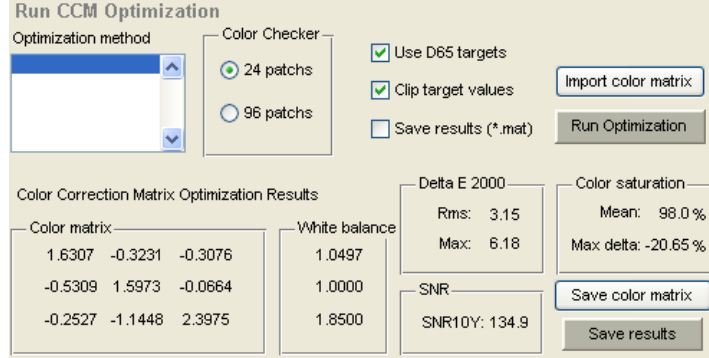 Run CCM Optimization
Optimization method
Color Checker
24 patchs
96 patchs
Use D65 targets
Clip target values
Save results (*.mat)
Import color matrix
Run Optimization
Color Correction Matrix Optimization Results
Color matrix
1.6307 -0.3231 -0.3076
-0.5309 1.5973 -0.0664
-0.2527 -1.1448 2.3975
White balance
1.0497
1.0000
1.8500
Delta E 2000
Rms: 3.15
Max: 6.18
SNR
SNR10Y: 134.9
Color saturation
Mean: 98.0 %
Max delta: -20.65 %
Save color matrix
Save results